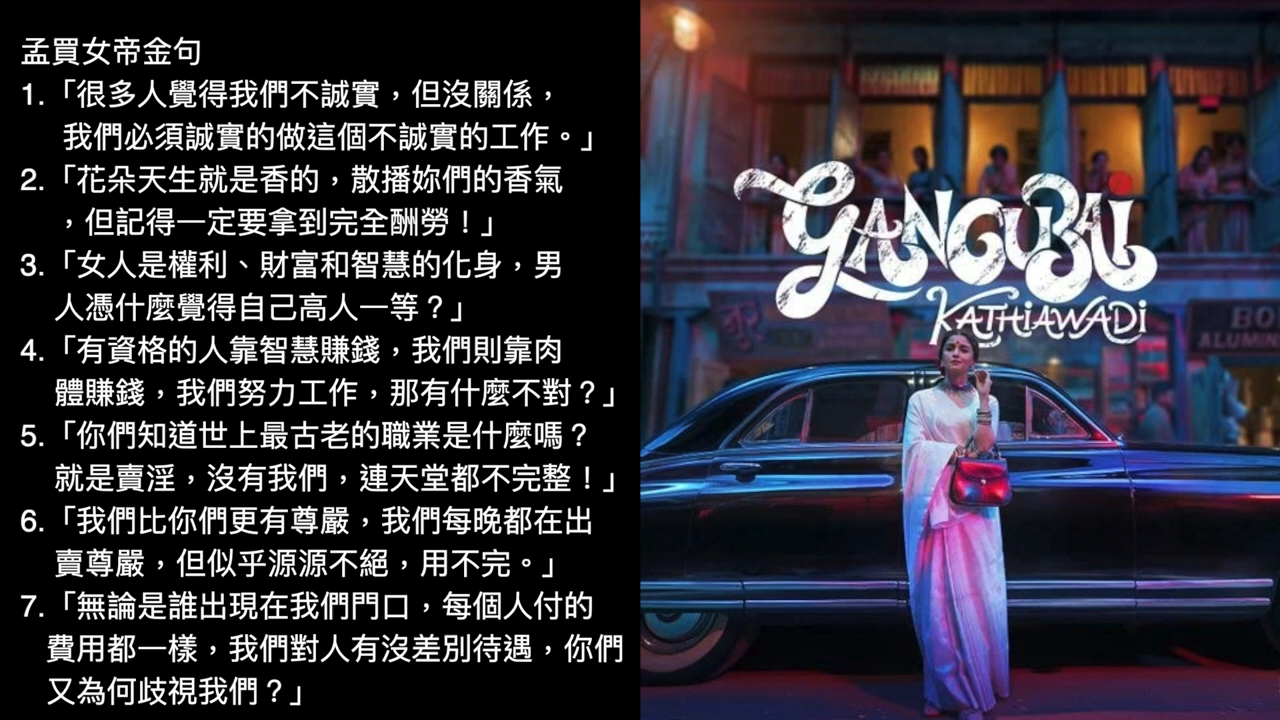 孟買女帝金句
1.「很多人覺得我們不誠實，但沒關係，
我們必須誠實的做這個不誠實的工作。」
2.「花朵天生就是香的，散播妳們的香氣
，但記得一定要拿到完全酬勞！」
3.「女人是權利、財富和智慧的化身，男
人憑什麼覺得自己高人一等？」
4.「有資格的人靠智慧賺錢，我們則靠肉
體賺錢，我們努力工作，那有什麼不對？」
5.「你們知道世上最古老的職業是什麼嗎？
就是賣淫，沒有我們，連天堂都不完整！」
6.「我們比你們更有尊嚴，我們每晚都在出
賣尊嚴，但似乎源源不絕，用不完。」
7.「無論是誰出現在我們門口，每個人付的
費用都一樣，我們對人有沒差別待遇，你們
又為何歧視我們？」
GANGUBAI
KATHIAWADI
BO
ALUMIN